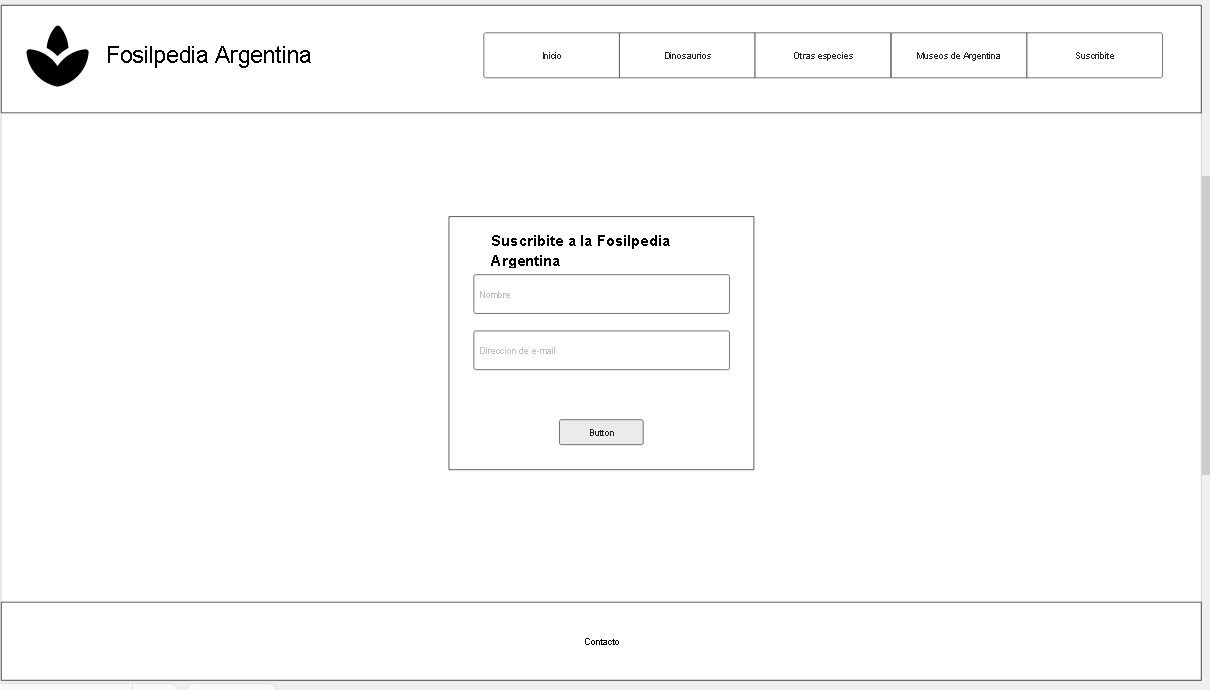 Fosilpedia Argentina
Inicio
Dinosaurios
Otras especies
Museos de Argentina
Suscribite
Suscribite a la Fosilpedia
Argentina
Nombre
Direccion de e-mail
Button
Contacto